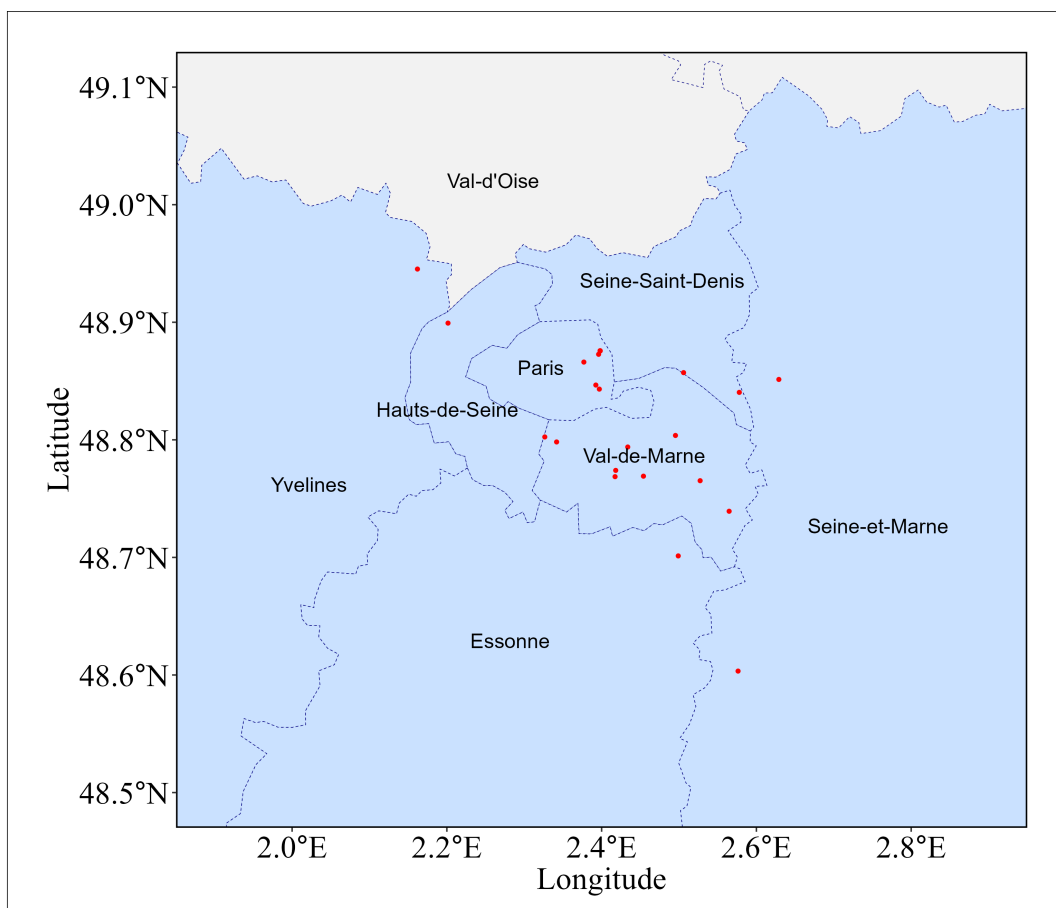 49.1°N
Val-d'Oise
49.0°N
Seine-Saint-Denis
48.9°N
Paris
Hauts-de-Seine
48.8°N
Val-de-Marne
Yvelines
Seine-et-Marne
48.7°N
Essonne
48.6°N
48.5°N
Latitude
2.0°E 2.2°E 2.4°E 2.6°E 2.8°E
Longitude